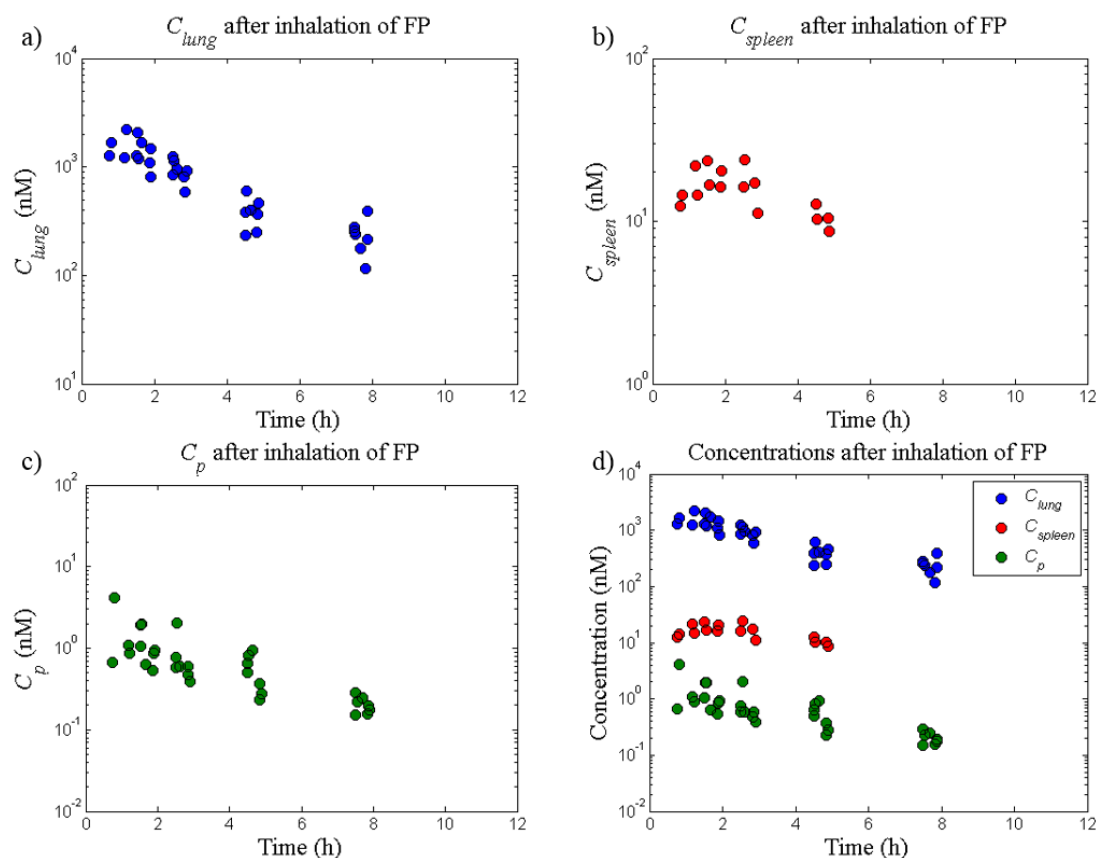 a)
C_lung after inhalation of FP
10^4
10^3
10^2
10^1
C_lung (nM)
0 2 4 6 8 10 12
Time (h)
b)
C_spleen after inhalation of FP
10^2
10^1
10^0
C_spleen (nM)
0 2 4 6 8 10 12
Time (h)
c)
C_p after inhalation of FP
10^2
10^1
10^0
10^-1
10^-2
C_p (nM)
0 2 4 6 8 10 12
Time (h)
d)
Concentrations after inhalation of FP
10^4
10^3
10^2
10^1
10^0
10^-1
10^-2
Concentration (nM)
C_lung
C_spleen
C_p
0 2 4 6 8 10 12
Time (h)